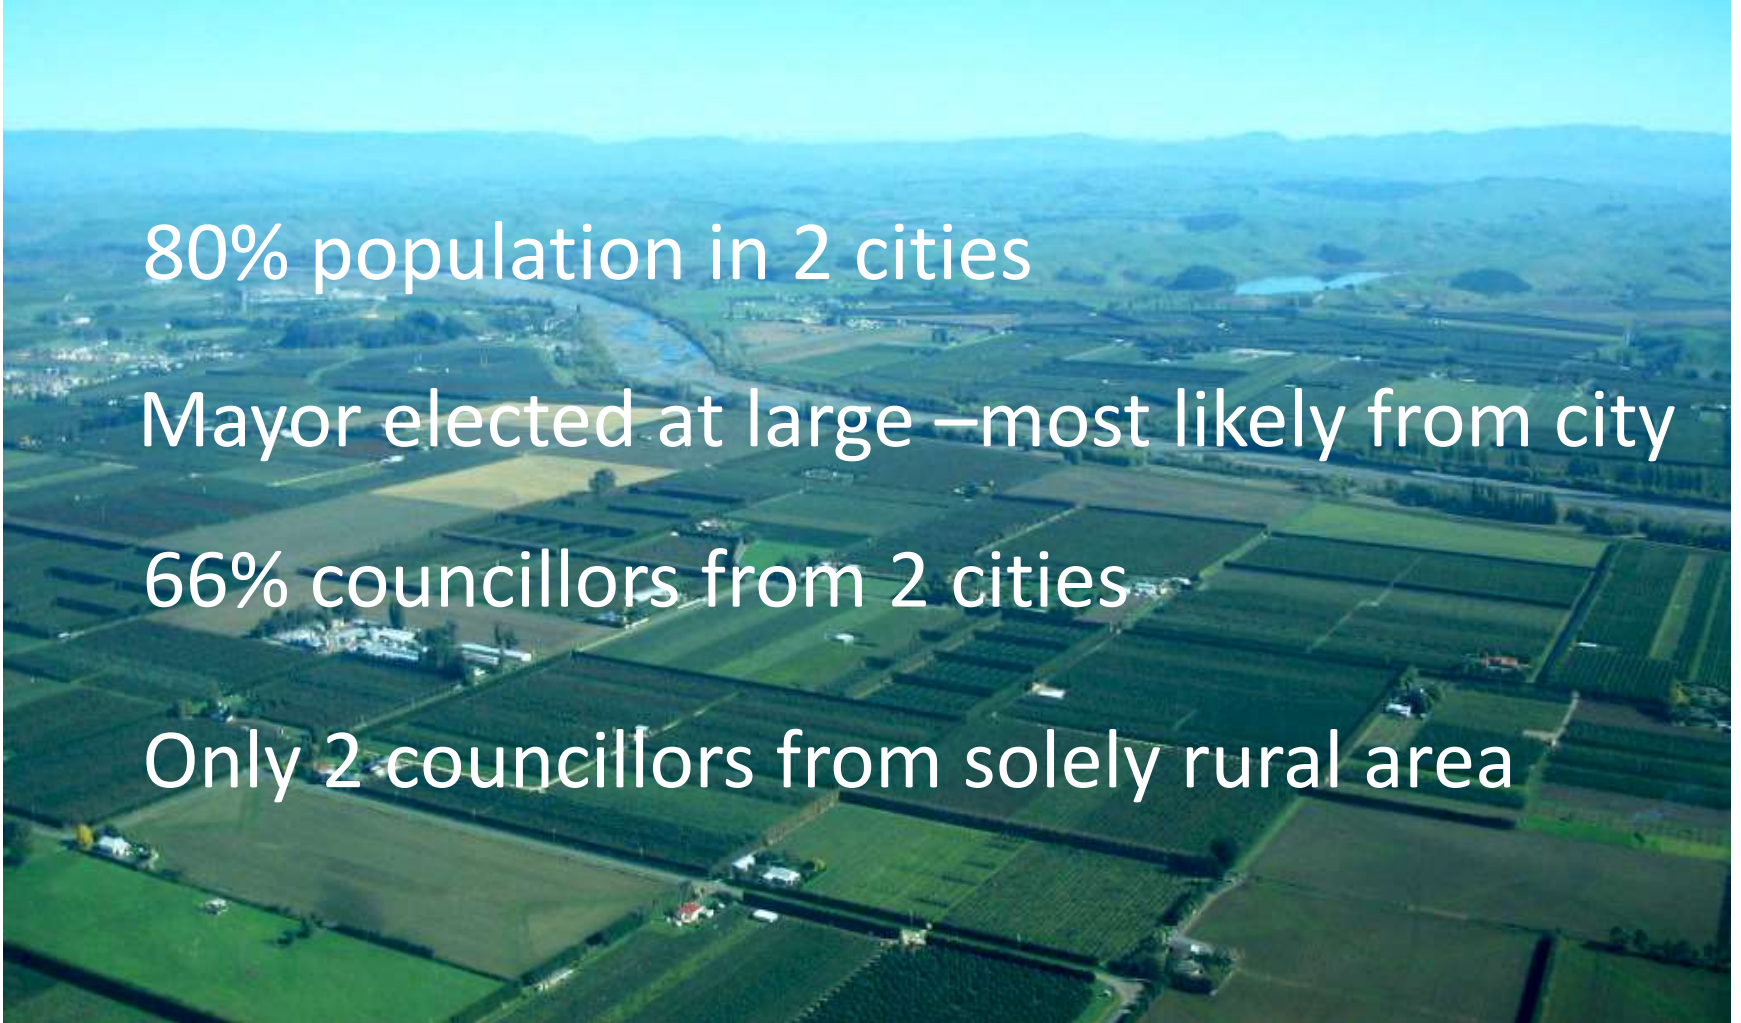 80% population in 2 cities
Mayor elected at large –most likely from city
66% councillors from 2 cities
Only 2 councillors from solely rural area